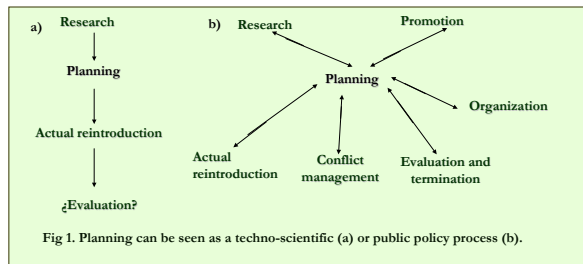 a)
Research
Planning
Actual reintroduction
¿Evaluation?
b)
Research
Promotion
Planning
Organization
Actual
reintroduction
Conflict
management
Evaluation and
termination
Fig 1. Planning can be seen as a techno-scientific (a) or public policy process (b).